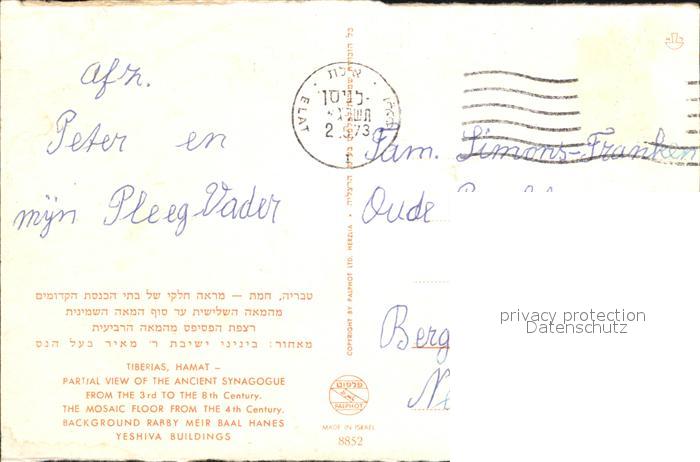 Afz.
Peter en
mijn PleegVader
טבריה, חמת — מראה חלקי של בתי הכנסת הקדומים
מהמאה השלישית עד סוף המאה השמינית
רצפת הפסיפס מהמאה הרביעית
מאחור: ביניני ישיבת ר׳ מאיר בעל הנס
TIBERIAS, HAMAT –
PARTIAL VIEW OF THE ANCIENT SYNAGOGUE
FROM THE 3rd TO THE 8th Century.
THE MOSAIC FLOOR FROM THE 4th Century.
BACKGROUND RABBY MEIR BAAL HANES
YESHIVA BUILDINGS
COPYRIGHT BY PALPHOT LTD. HERZLIA
אילת
ELAT
תשל״ג
73
Fam. Simons-Franken
Oude
Berg
Ne
פלפוט
PALPHOT
MADE IN ISRAEL
8852
privacy protection
Datenschutz